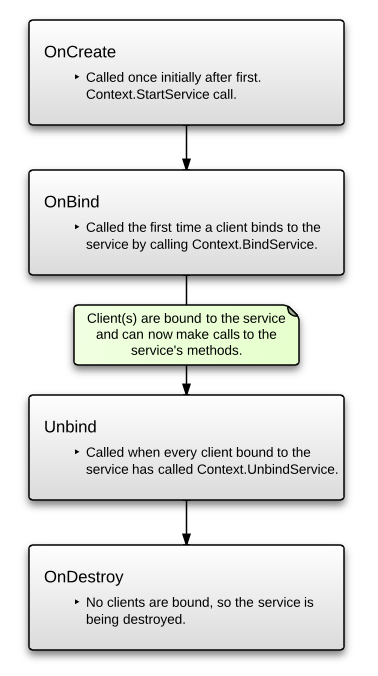 OnCreate
‣ Called once initially after first.
Context.StartService call.
OnBind
‣ Called the first time a client binds to the
service by calling Context.BindService.
Client(s) are bound to the service
and can now make calls to the
service's methods.
Unbind
‣ Called when every client bound to the
service has called Context.UnbindService.
OnDestroy
‣ No clients are bound, so the service is
being destroyed.